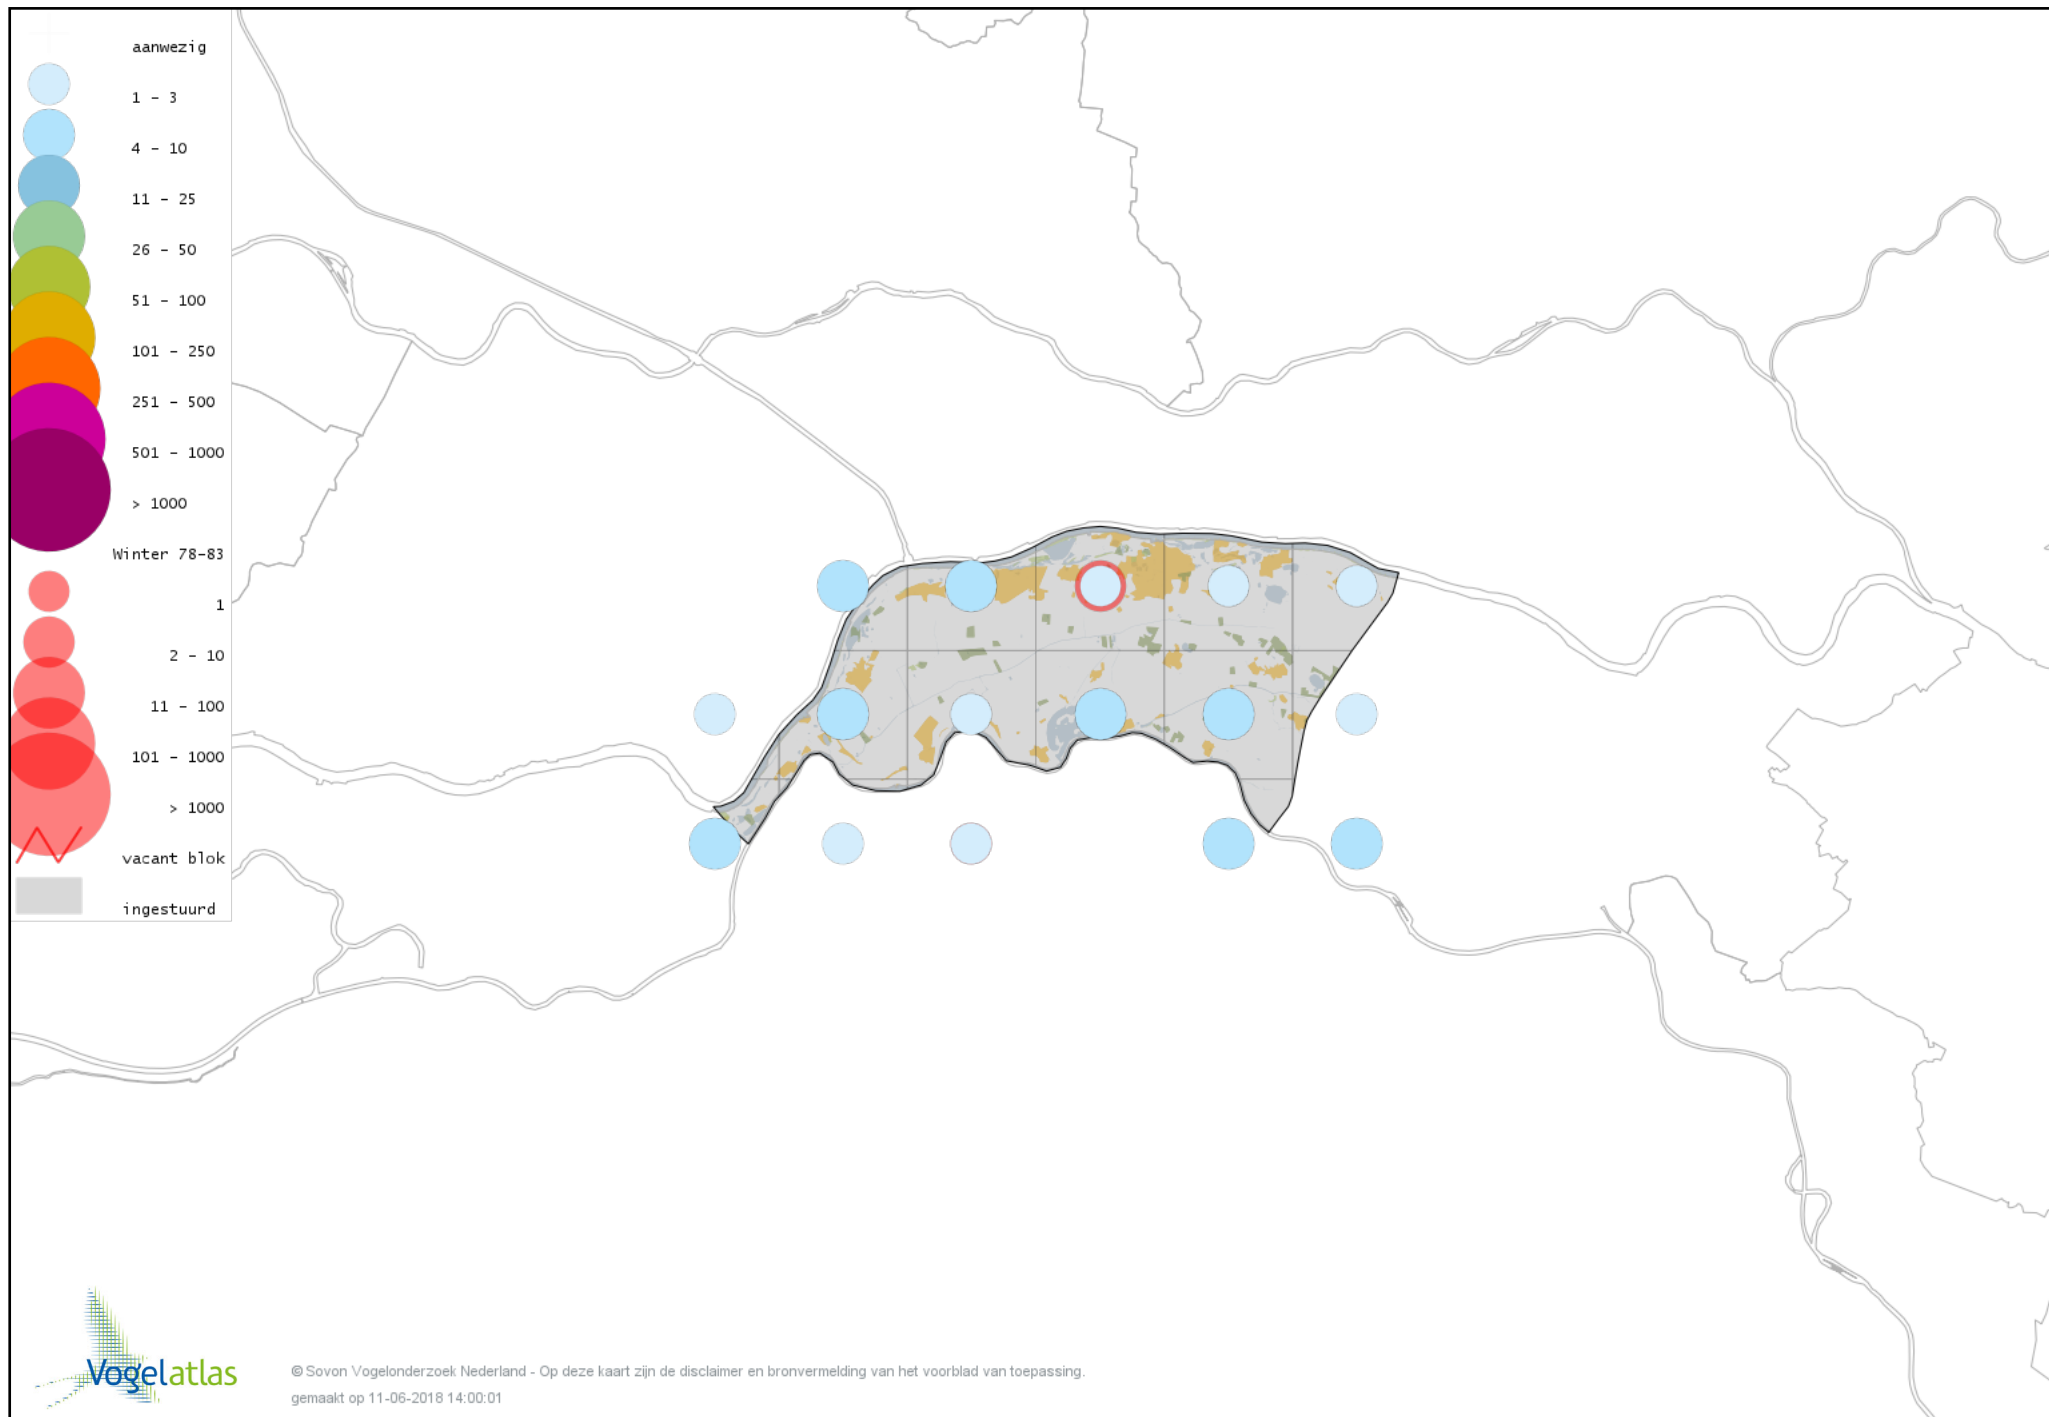 aanwezig
1 - 3
4 - 10
11 - 25
26 - 50
51 - 100
101 - 250
251 - 500
501 - 1000
> 1000
Winter 78-83
1
2 - 10
11 - 100
101 - 1000
> 1000
vacant blok
ingestuurd
Vogelatlas
© Sovon Vogelonderzoek Nederland - Op deze kaart zijn de disclaimer en bronvermelding van het voorblad van toepassing.
gemaakt op 11-06-2018 14:00:01